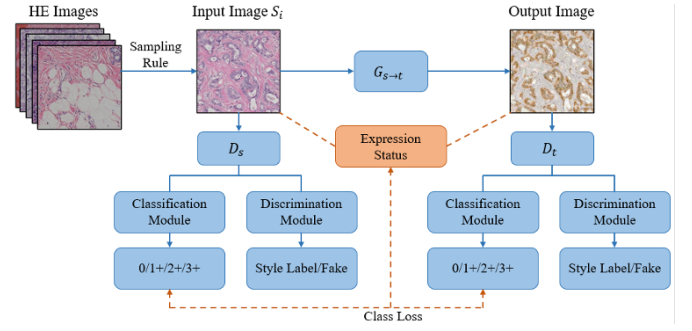 HE Images
Input Image Sᵢ
Output Image
Sampling
Rule
G_{s→t}
Expression
Status
D_s
D_t
Classification
Module
Discrimination
Module
Classification
Module
Discrimination
Module
0/1+/2+/3+
Style Label/Fake
0/1+/2+/3+
Style Label/Fake
Class Loss